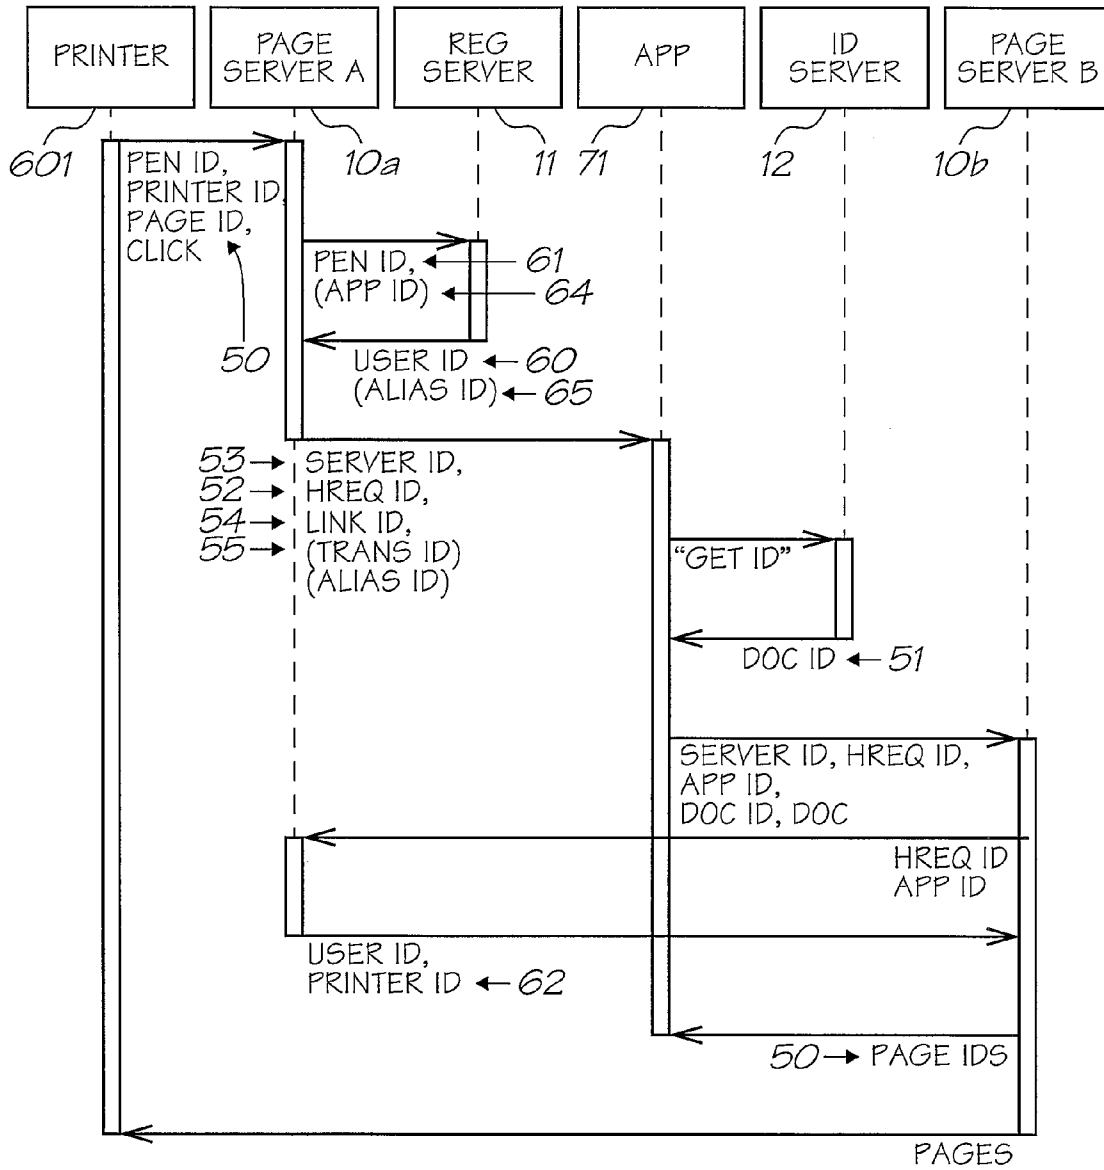 PRINTER
PAGE
SERVER A
REG
SERVER
APP
ID
SERVER
PAGE
SERVER B
601
10a
11
71
12
10b
PEN ID,
PRINTER ID,
PAGE ID,
CLICK
50
PEN ID, 61
(APP ID) 64
USER ID 60
(ALIAS ID) 65
53 SERVER ID,
52 HREQ ID,
54 LINK ID,
55 (TRANS ID)
(ALIAS ID)
"GET ID"
DOC ID 51
SERVER ID, HREQ ID,
APP ID,
DOC ID, DOC
HREQ ID
APP ID
USER ID,
PRINTER ID 62
50 PAGE IDS
PAGES